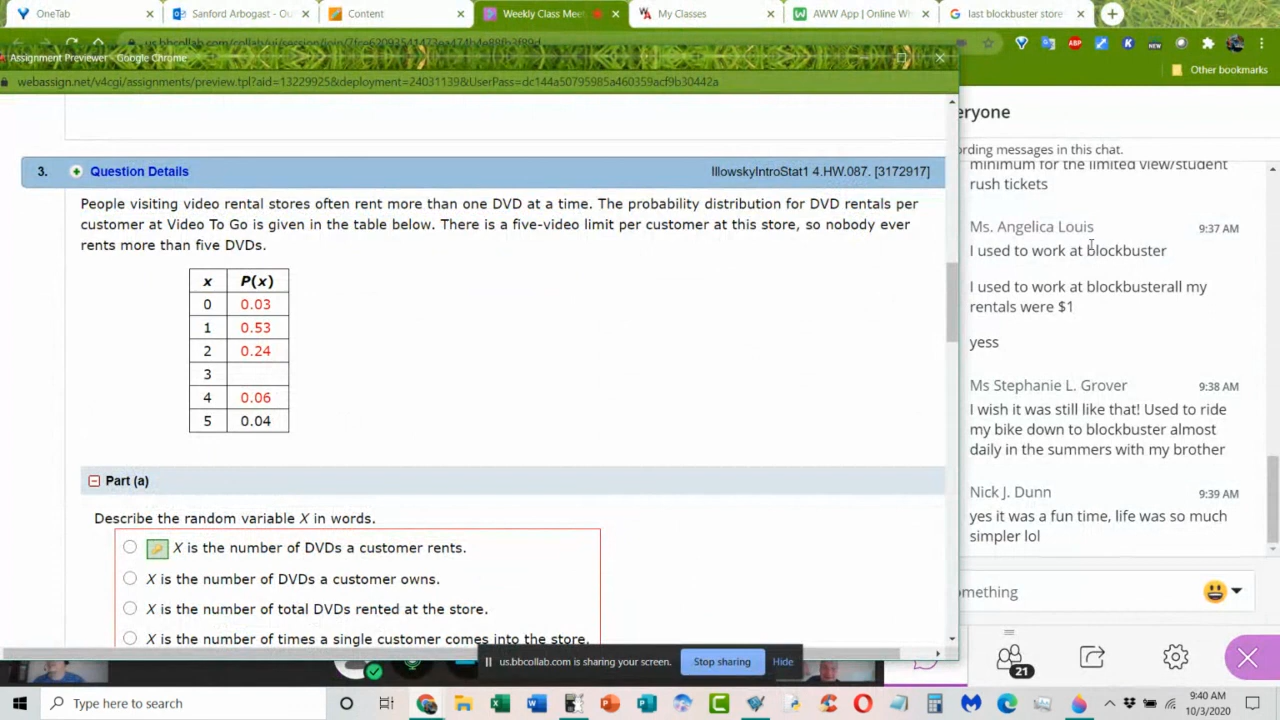 OneTab
Sanford Arbogast - Ou
Content
Weekly Class Mee
My Classes
AWW App | Online W
last blockbuster store
Assignment Previewer - Google Chrome
Other bookmarks
webassign.net/v4cgi/assignments/preview.tpl?aid=13229925&deployment=24031139&UserPass=dc144a50795985a460359acf9b30442a
eryone
rding messages in this chat.
3. Question Details IllowskyIntroStat1 4.HW.087. [3172917]
minimum for the limited view/student
rush tickets
People visiting video rental stores often rent more than one DVD at a time. The probability distribution for DVD rentals per
customer at Video To Go is given in the table below. There is a five-video limit per customer at this store, so nobody ever
rents more than five DVDs.
x P(x)
0 0.03
1 0.53
2 0.24
3
4 0.06
5 0.04
Part (a)
Describe the random variable X in words.
X is the number of DVDs a customer rents.
X is the number of DVDs a customer owns.
X is the number of total DVDs rented at the store.
X is the number of times a single customer comes into the store.
Ms. Angelica Louis 9:37 AM
I used to work at blockbuster
I used to work at blockbusterall my
rentals were $1
yess
Ms Stephanie L. Grover 9:38 AM
I wish it was still like that! Used to ride
my bike down to blockbuster almost
daily in the summers with my brother
Nick J. Dunn 9:39 AM
yes it was a fun time, life was so much
simpler lol
mething
us.bbcollab.com is sharing your screen.
Stop sharing
Hide
21
Type here to search
9:40 AM
10/3/2020